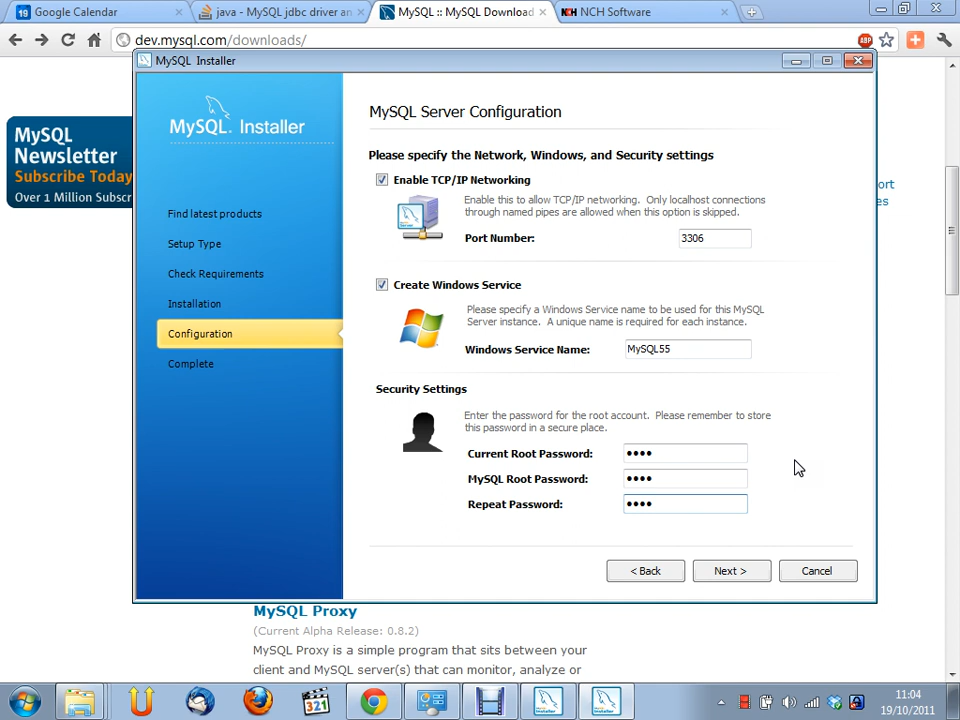 19 Google Calendar
java - MySQL jdbc driver an
MySQL :: MySQL Download
NCH NCH Software
dev.mysql.com/downloads/
ABP
MySQL Installer
MySQL
Newsletter
Subscribe Today
Over 1 Million Subscr
port
es
MySQL. Installer
Find latest products
Setup Type
Check Requirements
Installation
Configuration
Complete
MySQL Server Configuration
Please specify the Network, Windows, and Security settings
Enable TCP/IP Networking
Enable this to allow TCP/IP networking. Only localhost connections
through named pipes are allowed when this option is skipped.
Port Number: 3306
Create Windows Service
Please specify a Windows Service name to be used for this MySQL
Server instance. A unique name is required for each instance.
Windows Service Name: MySQL55
Security Settings
Enter the password for the root account. Please remember to store
this password in a secure place.
Current Root Password: ••••
MySQL Root Password: ••••
Repeat Password: ••••
< Back
Next >
Cancel
MySQL Proxy
(Current Alpha Release: 0.8.2)
MySQL Proxy is a simple program that sits between your
client and MySQL server(s) that can monitor, analyze or
321
11:04
19/10/2011